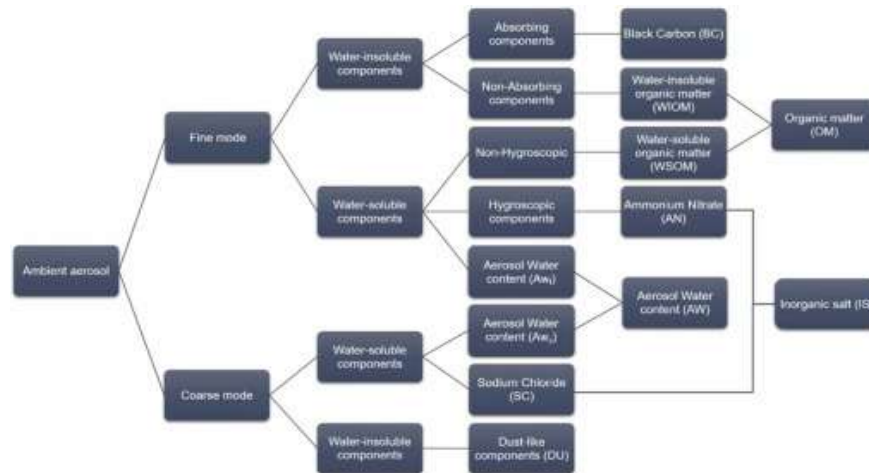 Absorbing
components
Black Carbon (BC)
Water-insoluble
components
Non-Absorbing
components
Water-insoluble
organic matter
(WIOM)
Organic matter
(OM)
Fine mode
Non-Hygroscopic
Water-soluble
organic matter
(WSOM)
Water-soluble
components
Hygroscopic
components
Ammonium Nitrate
(AN)
Ambient aerosol
Aerosol Water
content (Awf)
Aerosol Water
content (AW)
Inorganic salt (IS
Aerosol Water
content (Awc)
Water-soluble
components
Sodium Chloride
(SC)
Coarse mode
Water-insoluble
components
Dust-like
components (DU)